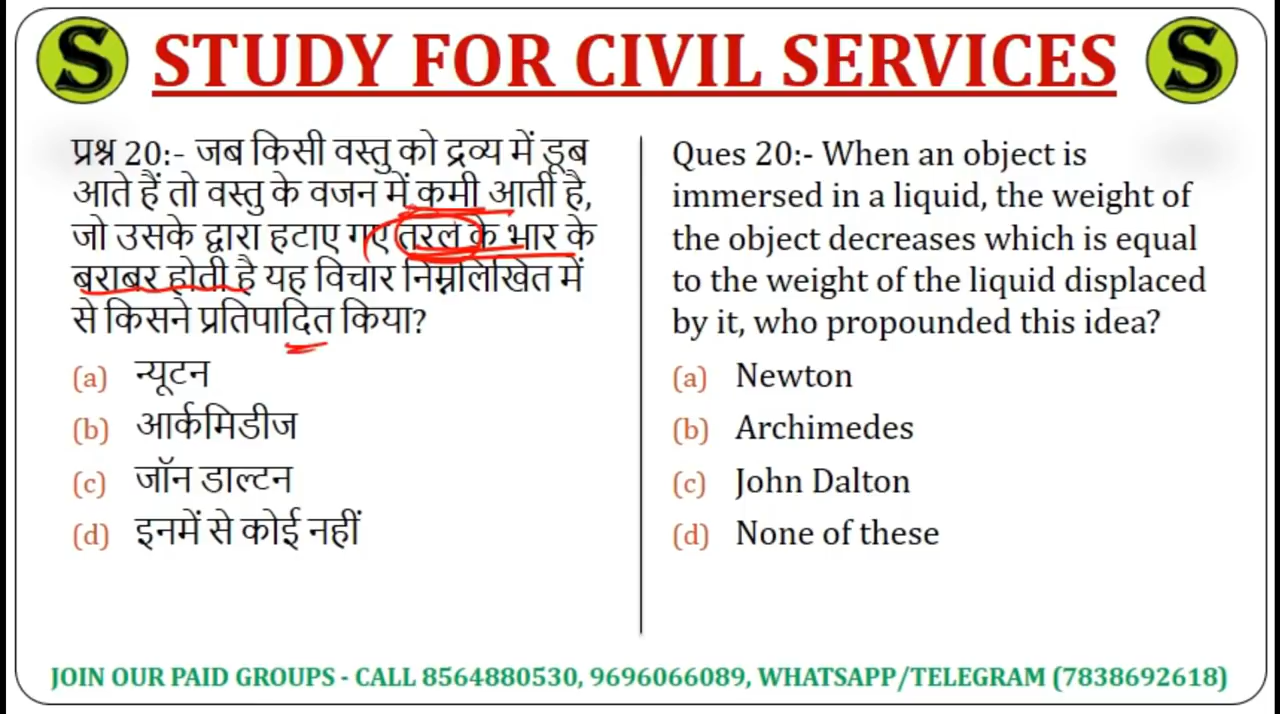 S STUDY FOR CIVIL SERVICES S
प्रश्न 20:- जब किसी वस्तु को द्रव्य में डूब
आते हैं तो वस्तु के वजन में कमी आती है,
जो उसके द्वारा हटाए गए तरल के भार के
बराबर होती है यह विचार निम्नलिखित में
से किसने प्रतिपादित किया?
(a) न्यूटन
(b) आर्कमिडीज
(c) जॉन डाल्टन
(d) इनमें से कोई नहीं
Ques 20:- When an object is
immersed in a liquid, the weight of
the object decreases which is equal
to the weight of the liquid displaced
by it, who propounded this idea?
(a) Newton
(b) Archimedes
(c) John Dalton
(d) None of these
JOIN OUR PAID GROUPS - CALL 8564880530, 9696066089, WHATSAPP/TELEGRAM (7838692618)